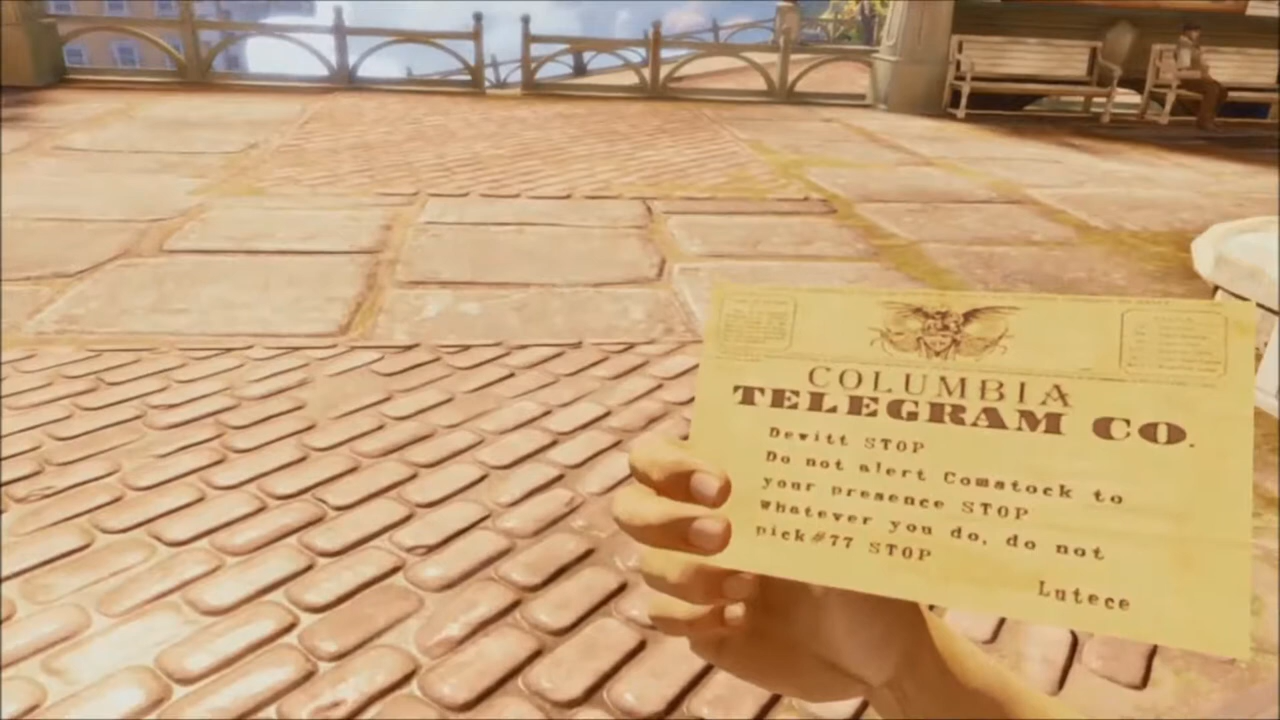 COLUMBIA
TELEGRAM CO.
Dewitt STOP
Do not alert Comstock to
your presence STOP
Whatever you do, do not
pick#77 STOP
Lutece